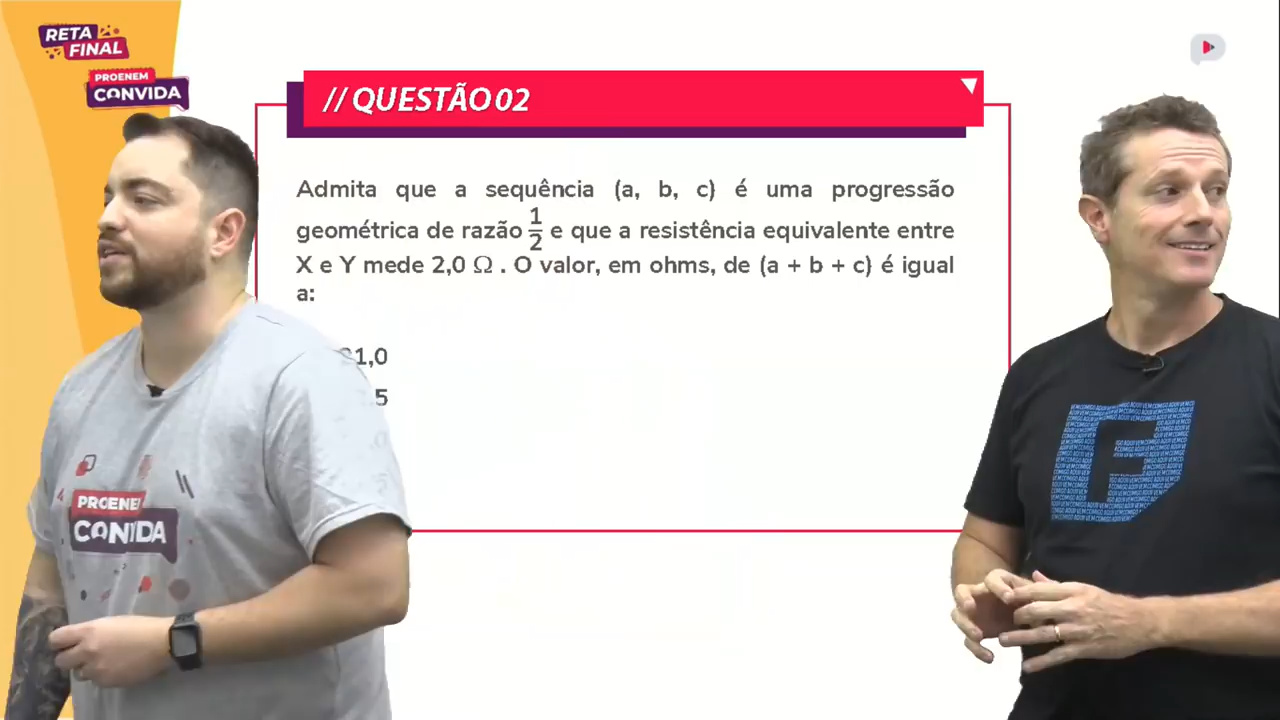 RETA
FINAL
PROENEM
CONVIDA
// QUESTÃO 02
Admita que a sequência (a, b, c) é uma progressão
geométrica de razão 1/2 e que a resistência equivalente entre
X e Y mede 2,0 Ω . O valor, em ohms, de (a + b + c) é igual
a:
1,0
5
PROENEM
CONVIDA